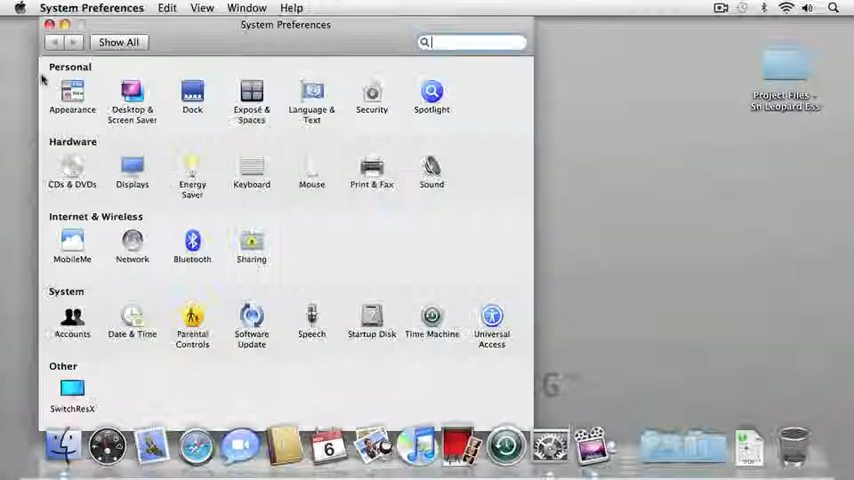 System Preferences Edit View Window Help
System Preferences
Show All
Personal
Appearance
Desktop &
Screen Saver
Dock
Exposé &
Spaces
Language &
Text
Security
Spotlight
Hardware
CDs & DVDs
Displays
Energy
Saver
Keyboard
Mouse
Print & Fax
Sound
Internet & Wireless
MobileMe
Network
Bluetooth
Sharing
System
Accounts
Date & Time
Parental
Controls
Software
Update
Speech
Startup Disk
Time Machine
Universal
Access
Other
SwitchResX
Project Files -
Sn Leopard Ess
6